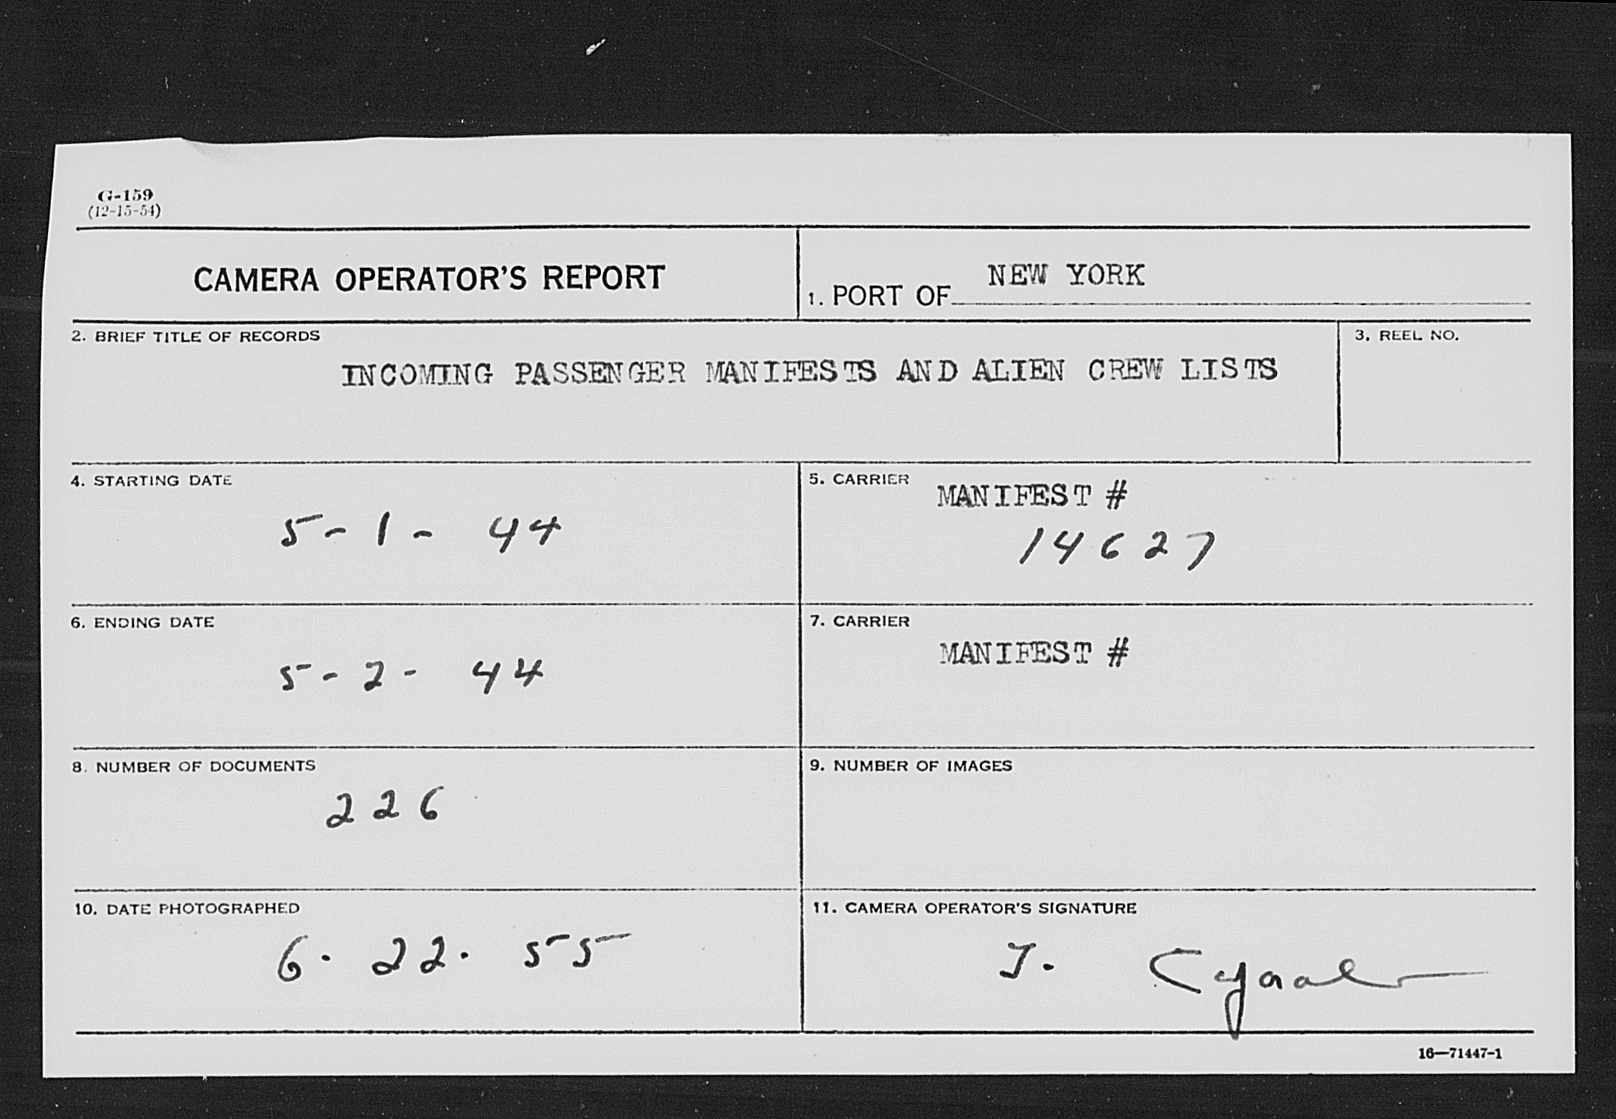 G-159
(12-15-54)
CAMERA OPERATOR'S REPORT
1. PORT OF NEW YORK
2. BRIEF TITLE OF RECORDS
INCOMING PASSENGER MANIFESTS AND ALIEN CREW LISTS
3. REEL NO.
4. STARTING DATE
5-1-44
5. CARRIER MANIFEST #
14627
6. ENDING DATE
5-2-44
7. CARRIER
MANIFEST #
8. NUMBER OF DOCUMENTS
226
9. NUMBER OF IMAGES
10. DATE PHOTOGRAPHED
6.22.55
11. CAMERA OPERATOR'S SIGNATURE
16—71447-1